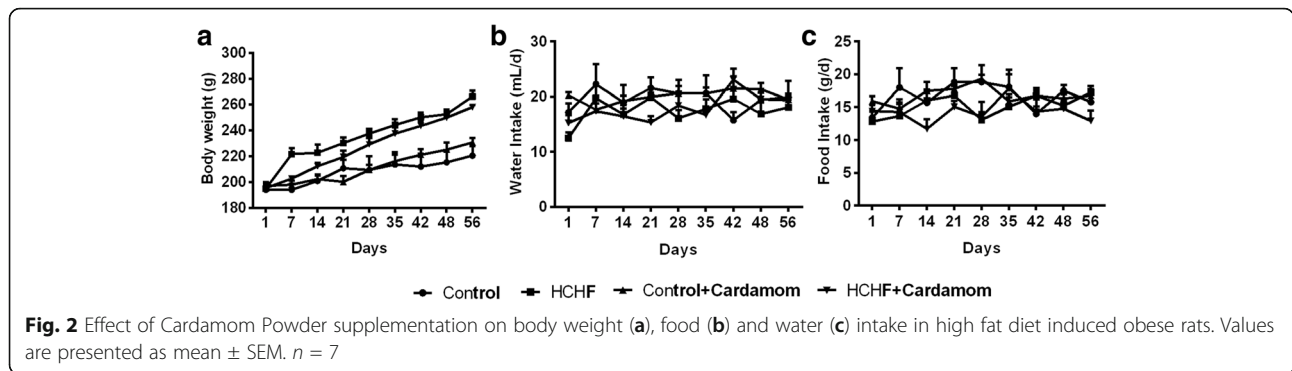 a
b
c
Body weight (g)
300
280
260
240
220
200
180
1 7 14 21 28 35 42 48 56
Days
Water Intake (mL/d)
30
20
10
0
1 7 14 21 28 35 42 48 56
Days
Food Intake (g/d)
25
20
15
10
5
0
1 7 14 21 28 35 42 48 56
Days
Control HCHF Control+Cardamom HCHF+Cardamom
Fig. 2 Effect of Cardamom Powder supplementation on body weight (a), food (b) and water (c) intake in high fat diet induced obese rats. Values
are presented as mean ± SEM. n = 7